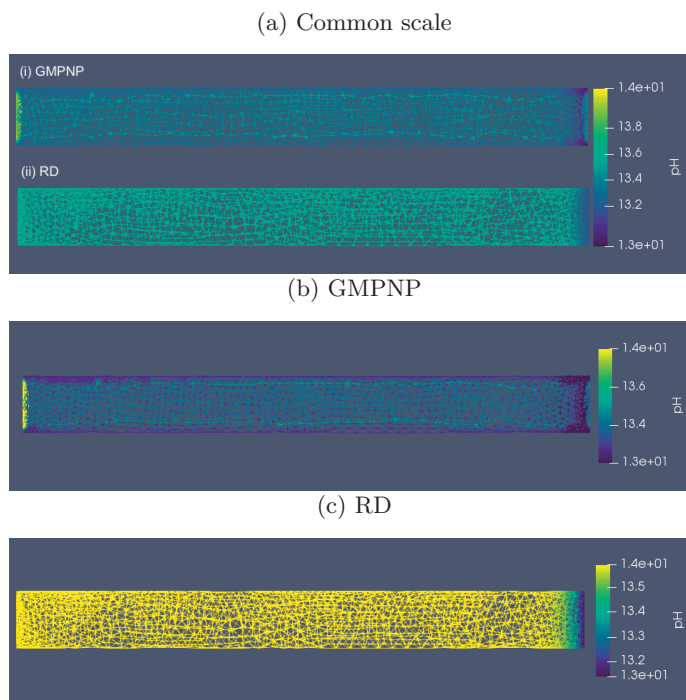 (a) Common scale
(i) GMPNP
1.4e+01
13.8
13.6
13.4
13.2
1.3e+01
pH
(ii) RD
(b) GMPNP
1.4e+01
13.6
13.4
1.3e+01
pH
(c) RD
1.4e+01
13.5
13.4
13.3
13.2
1.3e+01
pH